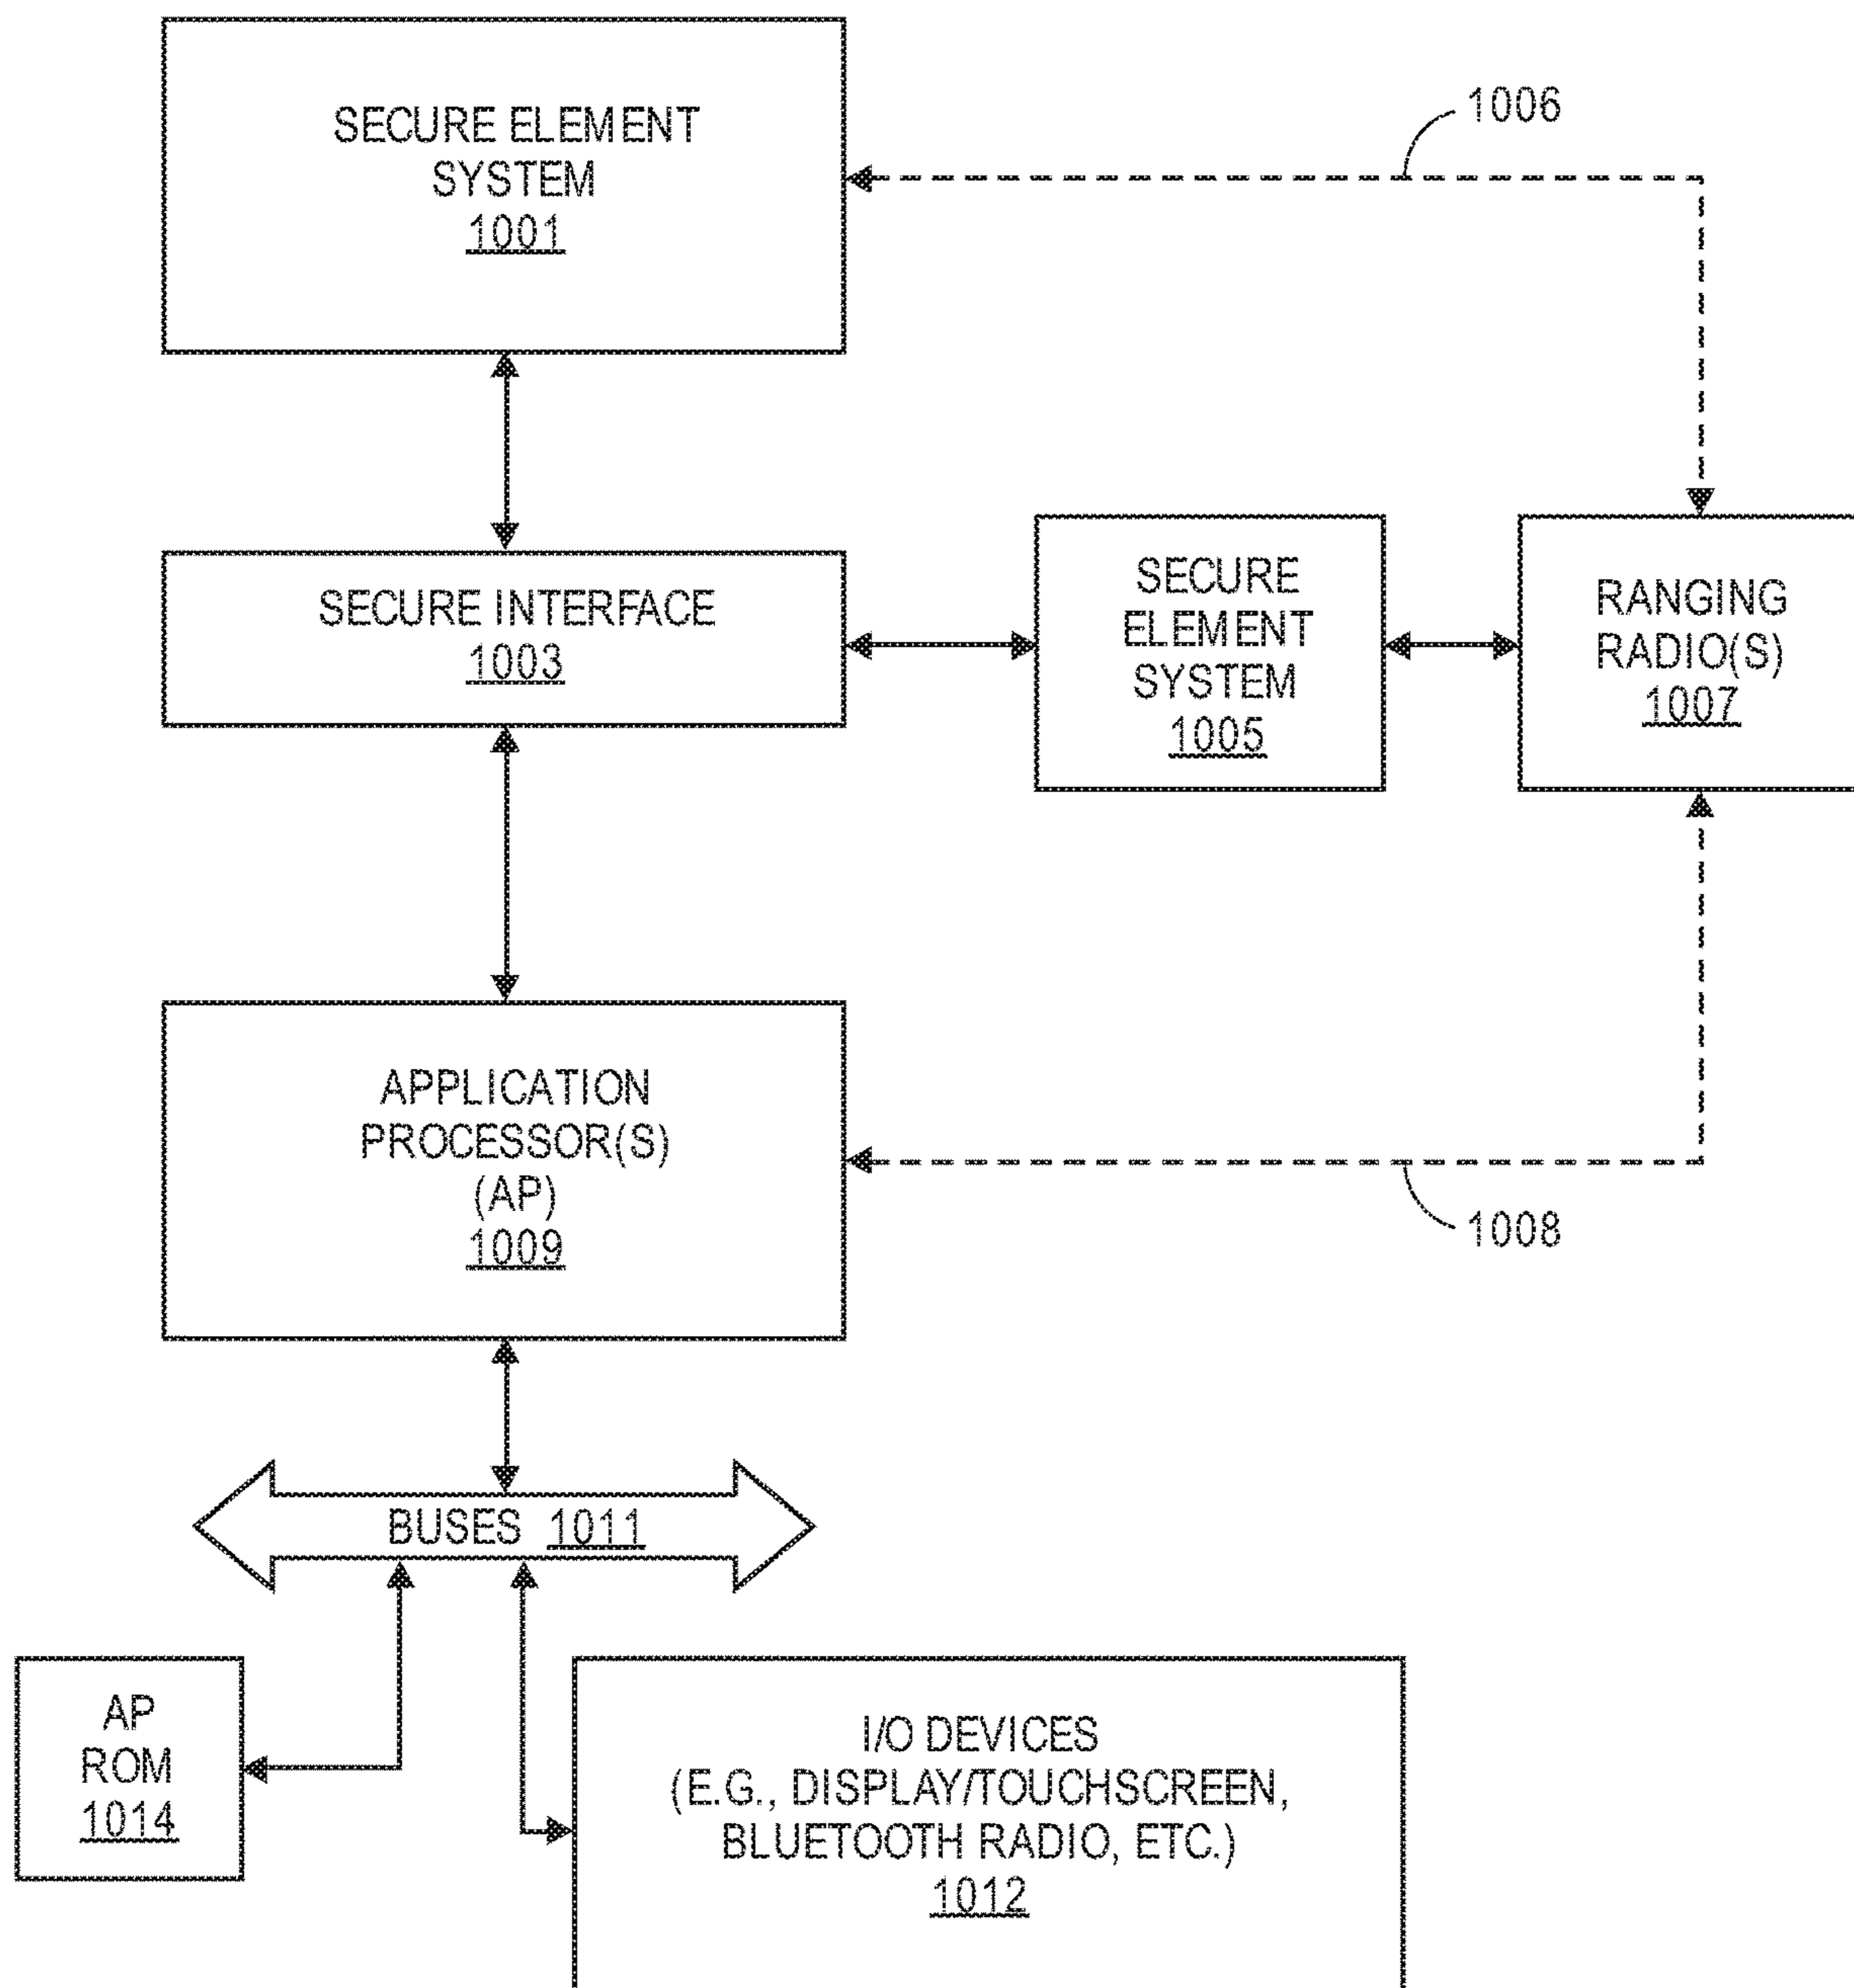 SECURE ELEMENT
SYSTEM
1001
1006
SECURE INTERFACE
1003
SECURE
ELEMENT
SYSTEM
1005
RANGING
RADIO(S)
1007
APPLICATION
PROCESSOR(S)
(AP)
1009
1008
BUSES 1011
AP
ROM
1014
I/O DEVICES
(E.G., DISPLAY/TOUCHSCREEN,
BLUETOOTH RADIO, ETC.)
1012